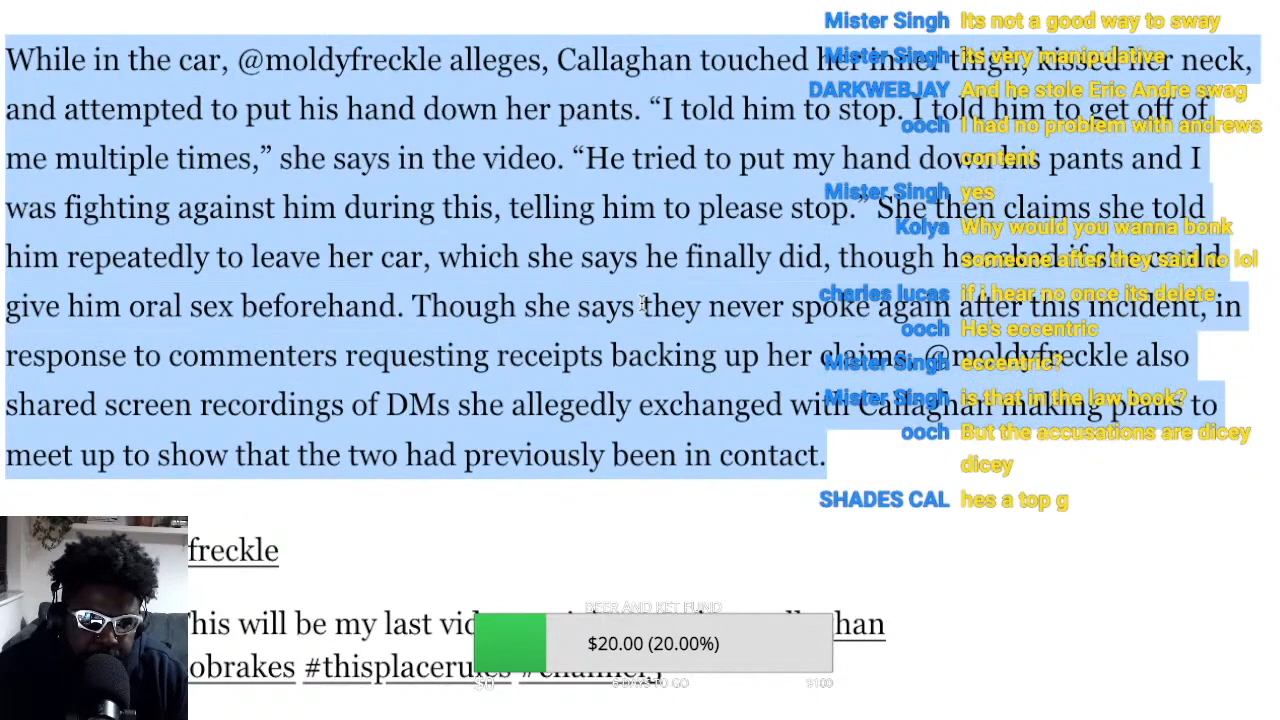 While in the car, @moldyfreckle alleges, Callaghan touched her inner thigh, kissed her neck,
and attempted to put his hand down her pants. “I told him to stop. I told him to get off of
me multiple times,” she says in the video. “He tried to put my hand down his pants and I
was fighting against him during this, telling him to please stop.” She then claims she told
him repeatedly to leave her car, which she says he finally did, though he asked if she could
give him oral sex beforehand. Though she says they never spoke again after this incident, in
response to commenters requesting receipts backing up her claims, @moldyfreckle also
shared screen recordings of DMs she allegedly exchanged with Callaghan making plans to
meet up to show that the two had previously been in contact.
freckle
This will be my last
han
obrakes #thisplacerules
Mister Singh Its not a good way to sway
Mister Singh its very manipulative
DARKWEBJAY And he stole Eric Andre swag
ooch I had no problem with andrews
content
Mister Singh yes
Kolya Why would you wanna bonk
someone after they said no lol
charles lucas if i hear no once its delete
ooch He's eccentric
Mister Singh eccentric?
Mister Singh is that in the law book?
ooch But the accusations are dicey
dicey
SHADES CAL hes a top g
BEER AND KET FUND
$20.00 (20.00%)
$0
DAYS TO GO
$100